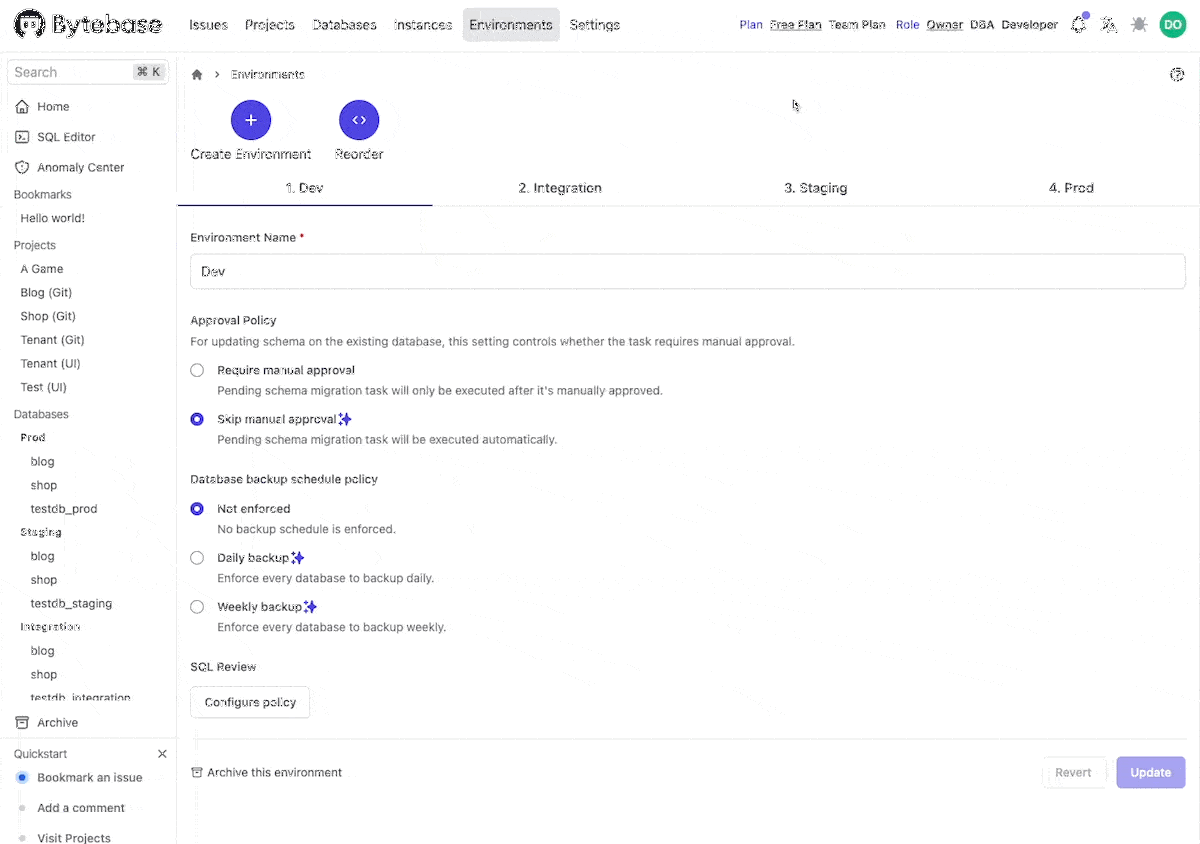 Bytebase Issues Projects Databases Instances Environments Settings Plan Free Plan Team Plan Role Owner DBA Developer DO
Search ⌘ K
Home
SQL Editor
Anomaly Center
Bookmarks
Hello world!
Projects
A Game
Blog (Git)
Shop (Git)
Tenant (Git)
Tenant (UI)
Test (UI)
Databases
Prod
blog
shop
testdb_prod
Staging
blog
shop
testdb_staging
Integration
blog
shop
testdb_integration
Archive
Quickstart
Bookmark an issue
Add a comment
Visit Projects
Environments
Create Environment Reorder
1. Dev 2. Integration 3. Staging 4. Prod
Environment Name *
Dev
Approval Policy
For updating schema on the existing database, this setting controls whether the task requires manual approval.
Require manual approval
Pending schema migration task will only be executed after it's manually approved.
Skip manual approval
Pending schema migration task will be executed automatically.
Database backup schedule policy
Not enforced
No backup schedule is enforced.
Daily backup
Enforce every database to backup daily.
Weekly backup
Enforce every database to backup weekly.
SQL Review
Configure policy
Archive this environment Revert Update